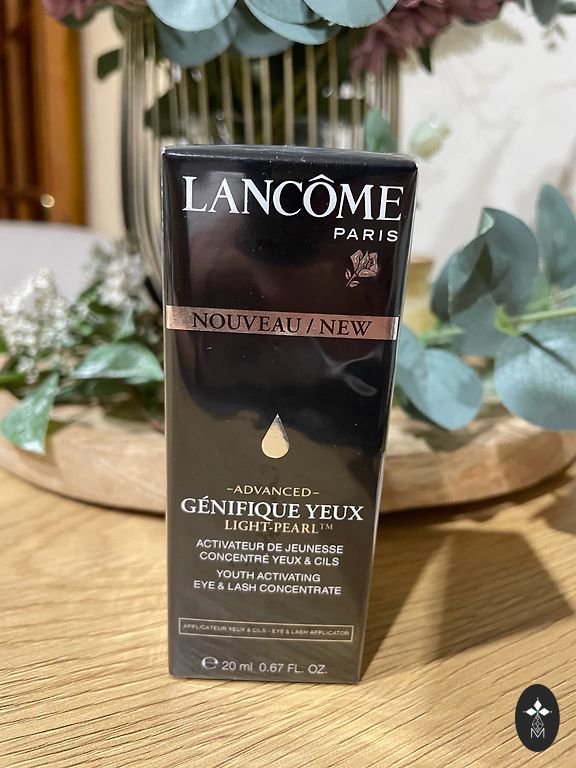 LANCÔME
PARIS
NOUVEAU / NEW
-ADVANCED-
GÉNIFIQUE YEUX
LIGHT-PEARL™
ACTIVATEUR DE JEUNESSE
CONCENTRÉ YEUX & CILS
YOUTH ACTIVATING
EYE & LASH CONCENTRATE
APPLICATEUR YEUX & CILS - EYE & LASH APPLICATOR
℮ 20 ml 0.67 FL. OZ.
M